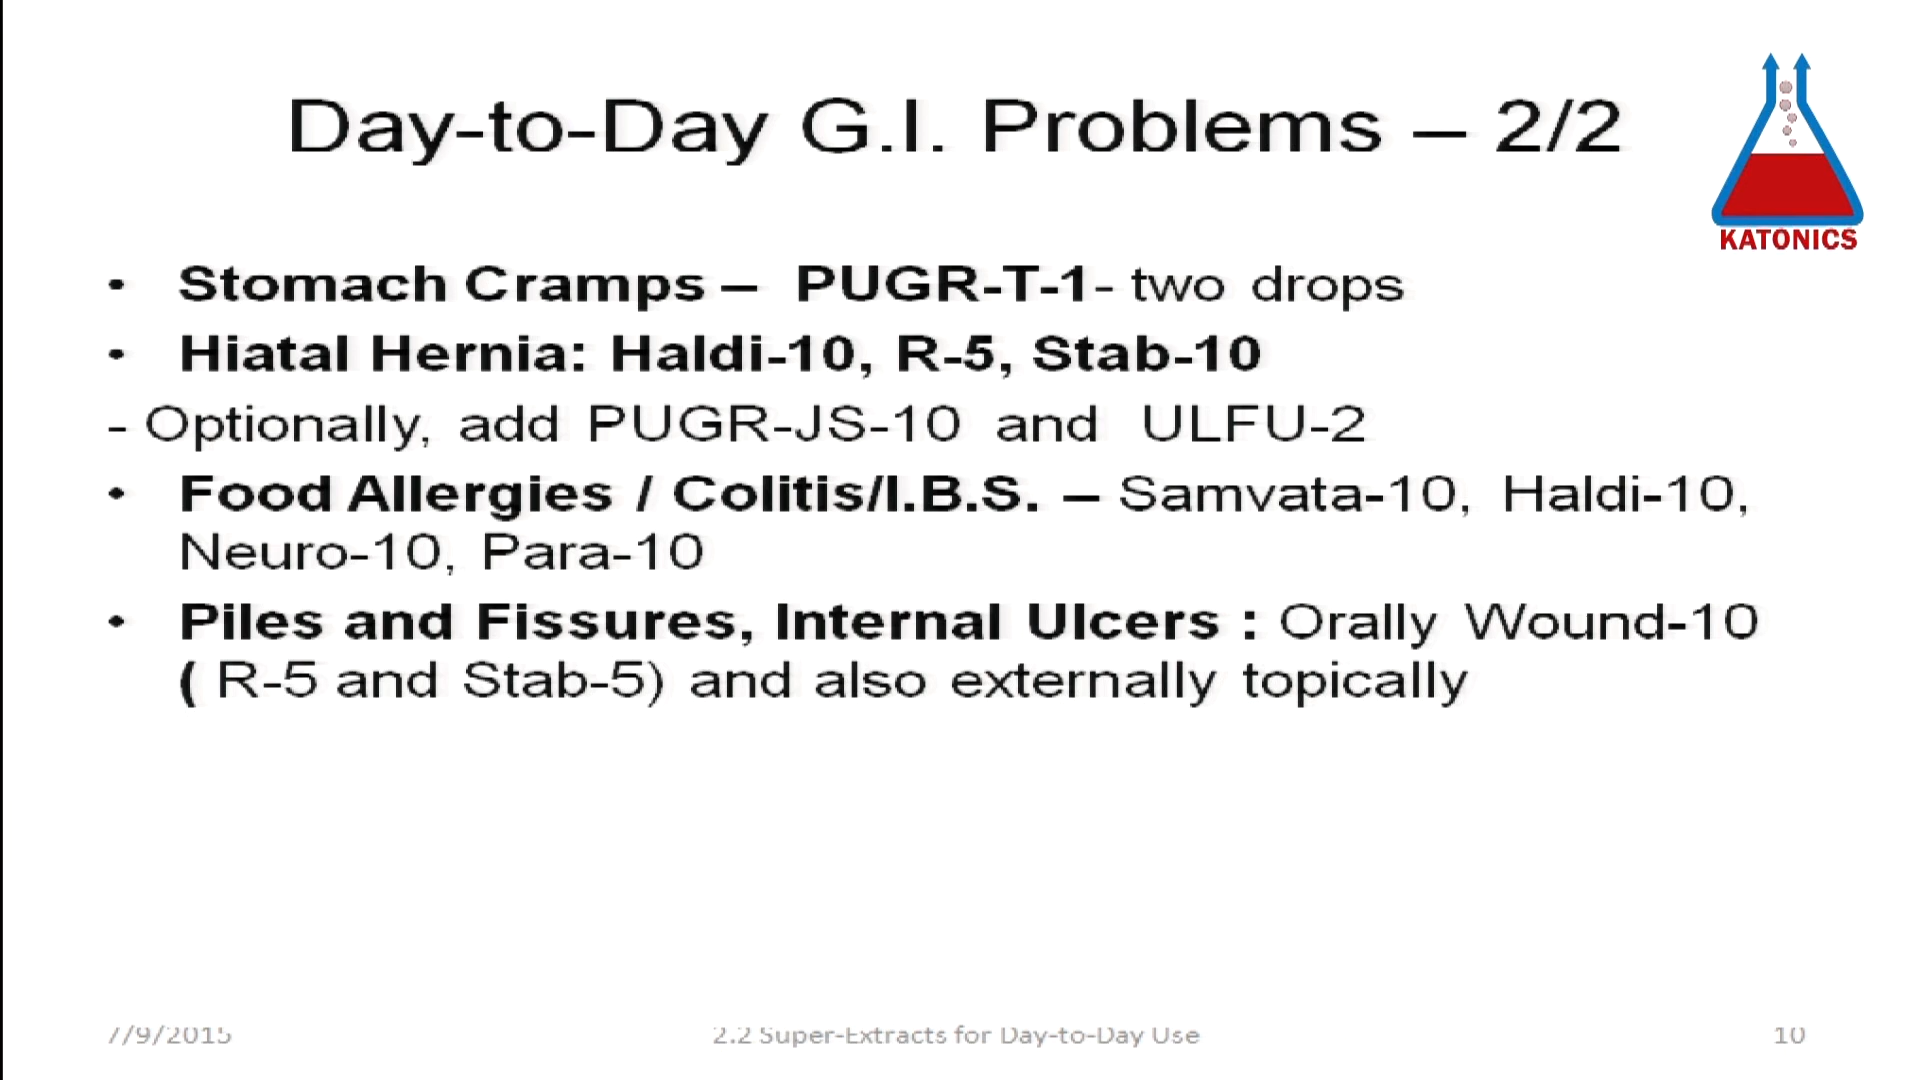 Day-to-Day G.I. Problems – 2/2
KATONICS
• Stomach Cramps – PUGR-T-1- two drops
• Hiatal Hernia: Haldi-10, R-5, Stab-10
- Optionally, add PUGR-JS-10 and ULFU-2
• Food Allergies / Colitis/I.B.S. – Samvata-10, Haldi-10,
Neuro-10, Para-10
• Piles and Fissures, Internal Ulcers : Orally Wound-10
( R-5 and Stab-5) and also externally topically
7/9/2015
2.2 Super-Extracts for Day-to-Day Use
10